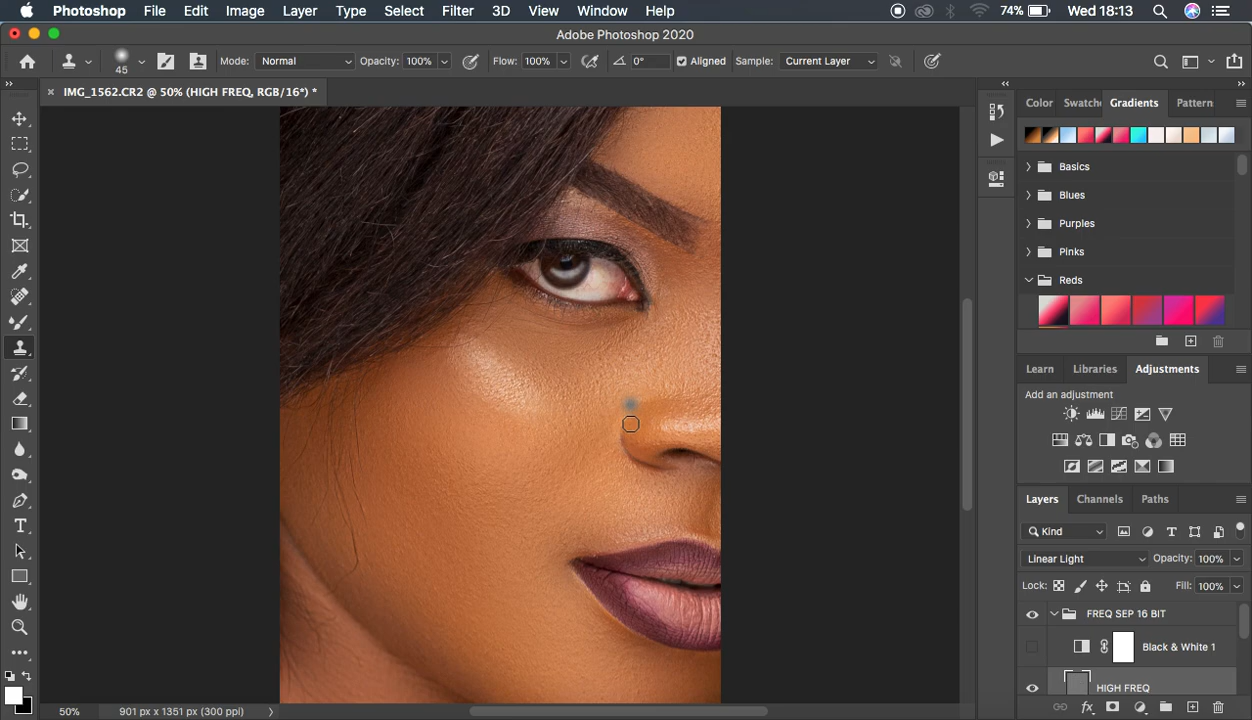 Photoshop File Edit Image Layer Type Select Filter 3D View Window Help 74% Wed 18:13
Adobe Photoshop 2020
45 Mode: Normal Opacity: 100% Flow: 100% 0° Aligned Sample: Current Layer
IMG_1562.CR2 @ 50% (HIGH FREQ, RGB/16*) *
Color Swatche Gradients Pattern
Basics
Blues
Purples
Pinks
Reds
Learn Libraries Adjustments
Add an adjustment
Layers Channels Paths
Kind
Linear Light Opacity: 100%
Lock: Fill: 100%
FREQ SEP 16 BIT
Black & White 1
HIGH FREQ
50% 901 px x 1351 px (300 ppi)